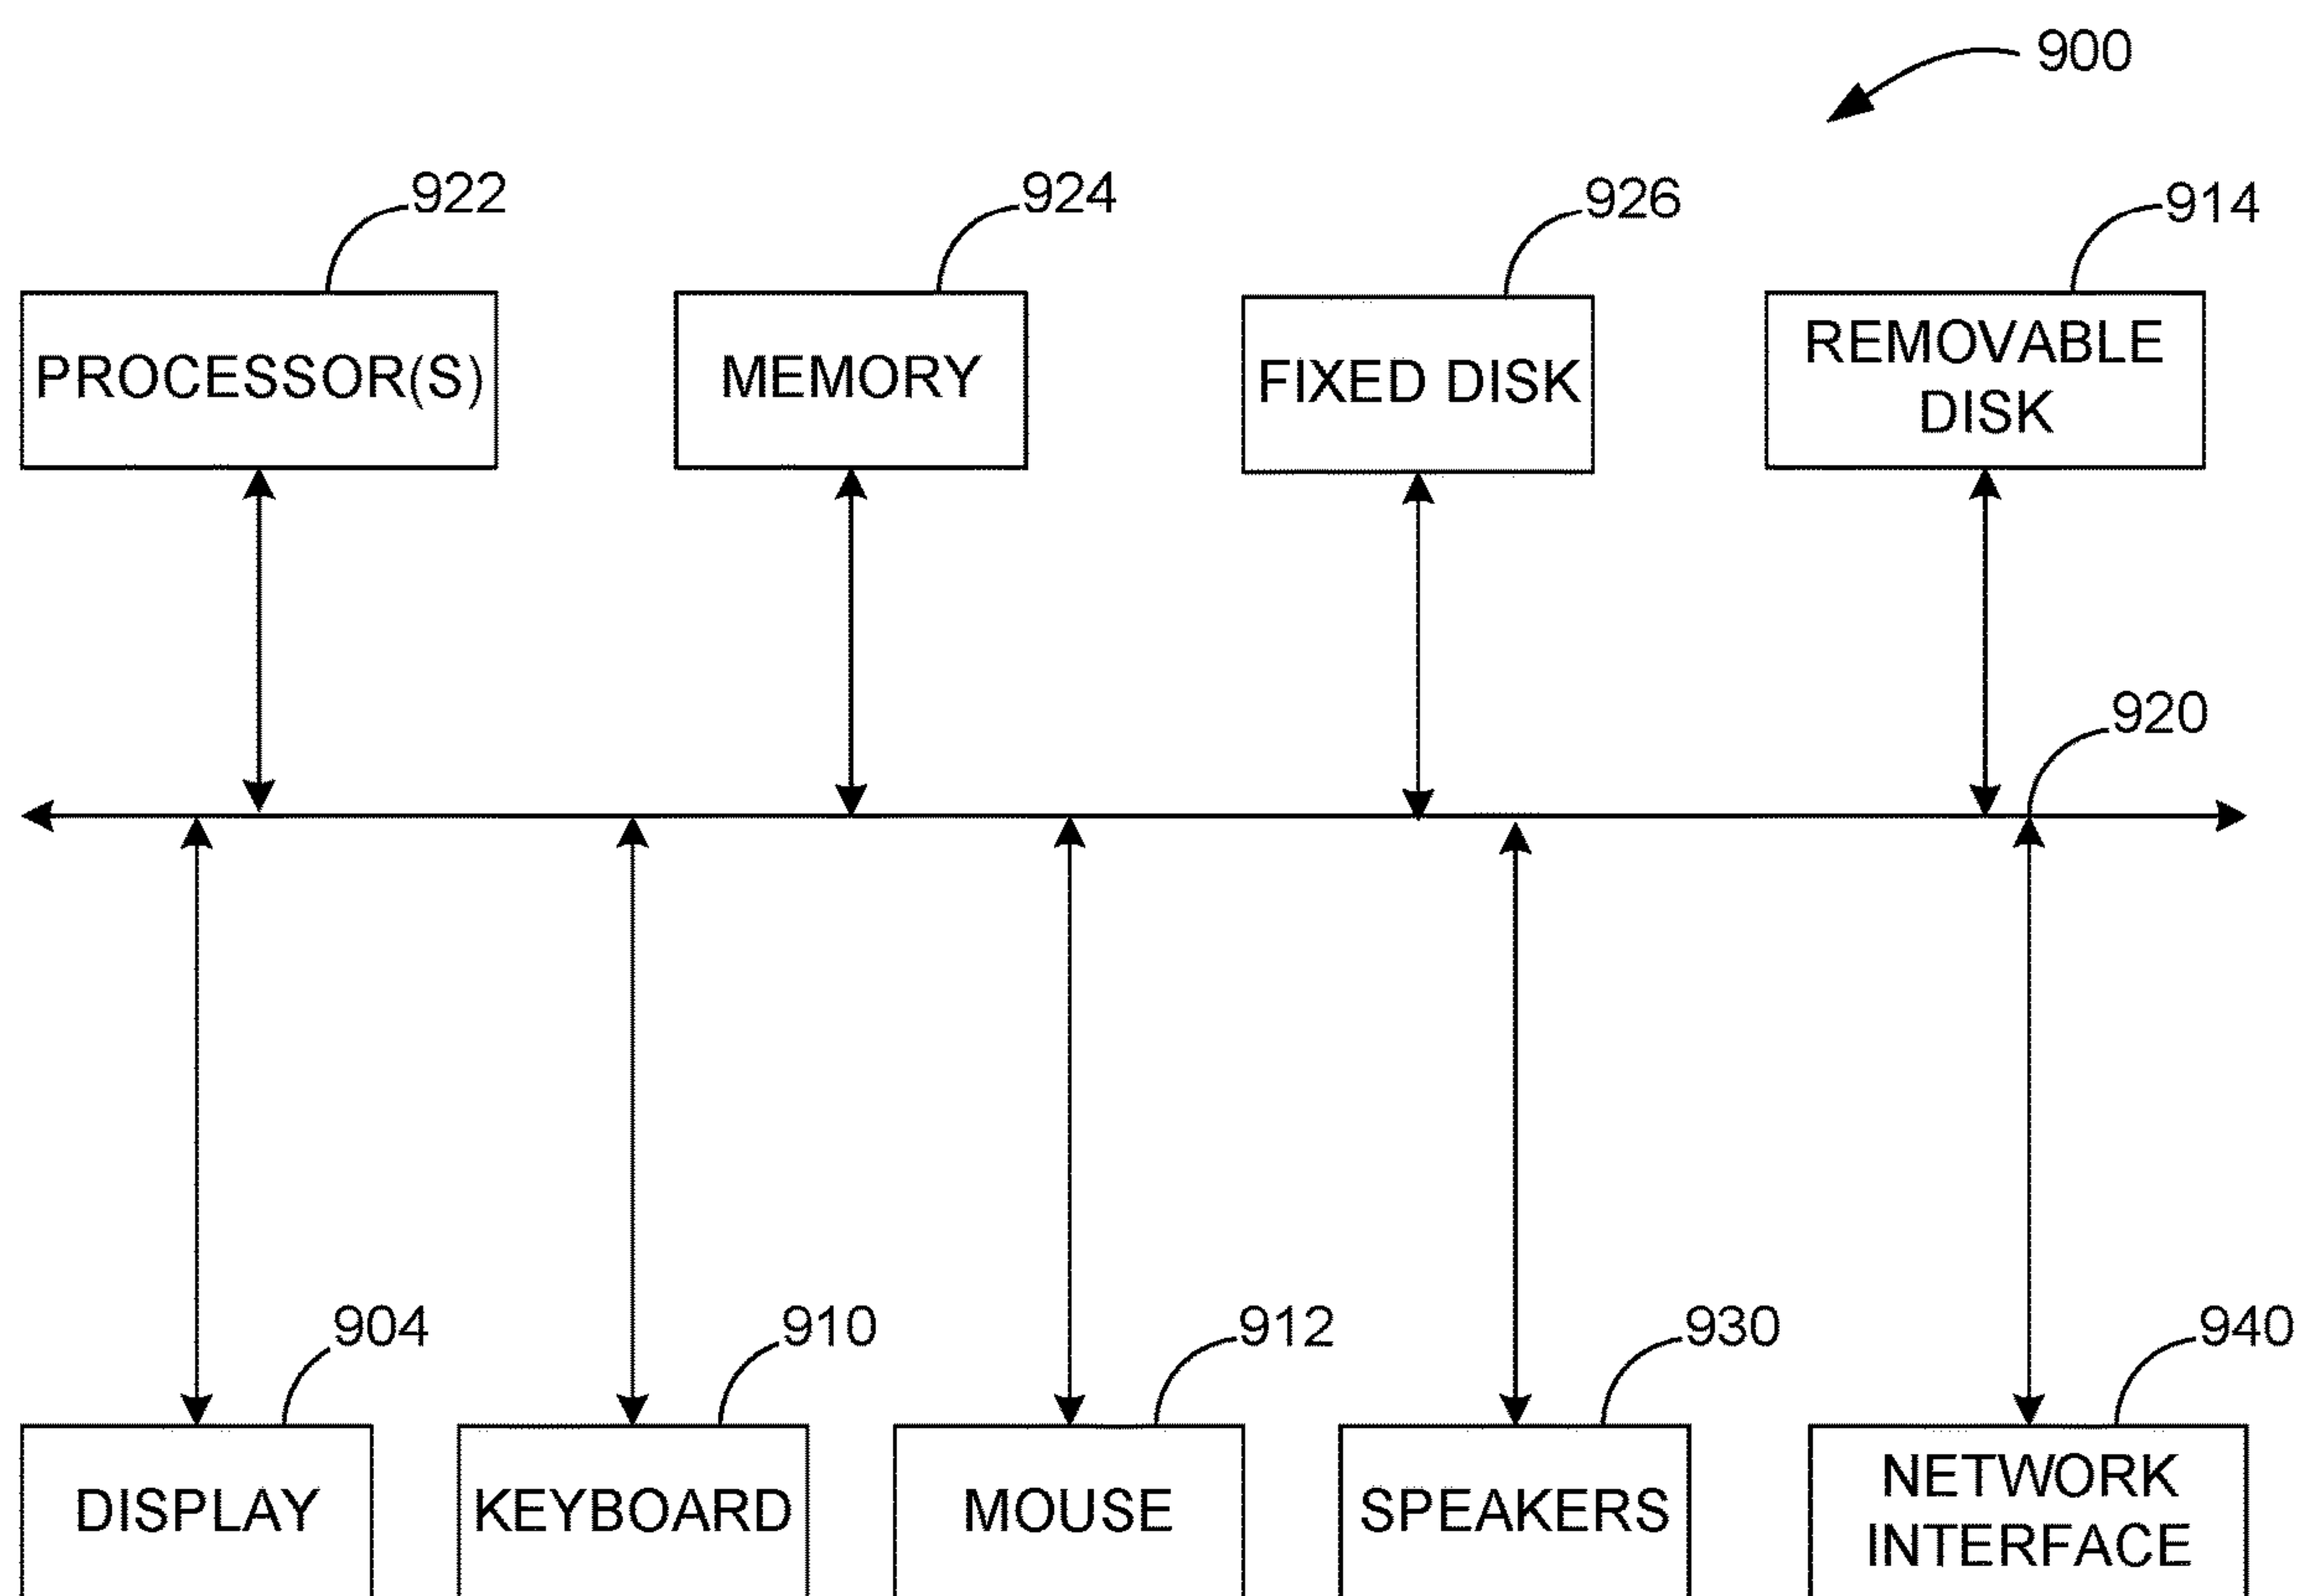 900
922
924
926
914
PROCESSOR(S)
MEMORY
FIXED DISK
REMOVABLE
DISK
920
904
910
912
930
940
DISPLAY
KEYBOARD
MOUSE
SPEAKERS
NETWORK
INTERFACE